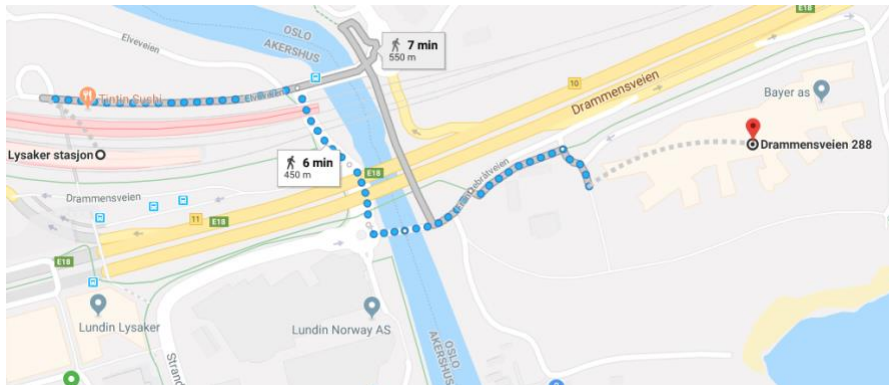 OSLO
AKERSHUS
Elveveien
7 min
550 m
10
Drammensveien
E18
Bayer as
Tintin Sushi
Lysaker stasjon
6 min
450 m
E18
Drammensveien 288
Drammensveien
11
E18
E18
Lundin Lysaker
Lundin Norway AS
Strand
OSLO
AKERSHUS